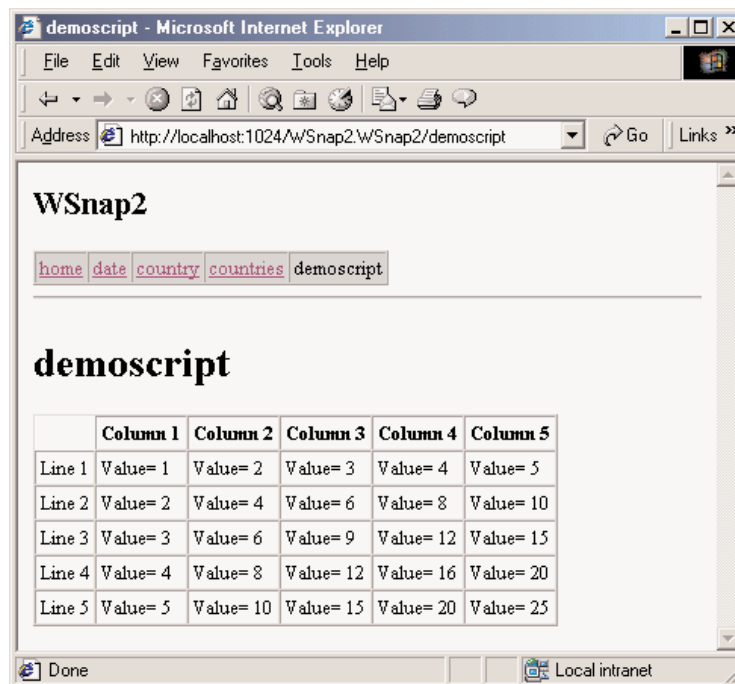 demoscript - Microsoft Internet Explorer
File Edit View Favorites Tools Help
Address http://localhost:1024/WSnap2.WSnap2/demoscript Go Links »
WSnap2
home date country countries demoscript
demoscript
Column 1 Column 2 Column 3 Column 4 Column 5
Line 1 Value= 1 Value= 2 Value= 3 Value= 4 Value= 5
Line 2 Value= 2 Value= 4 Value= 6 Value= 8 Value= 10
Line 3 Value= 3 Value= 6 Value= 9 Value= 12 Value= 15
Line 4 Value= 4 Value= 8 Value= 12 Value= 16 Value= 20
Line 5 Value= 5 Value= 10 Value= 15 Value= 20 Value= 25
Done Local intranet